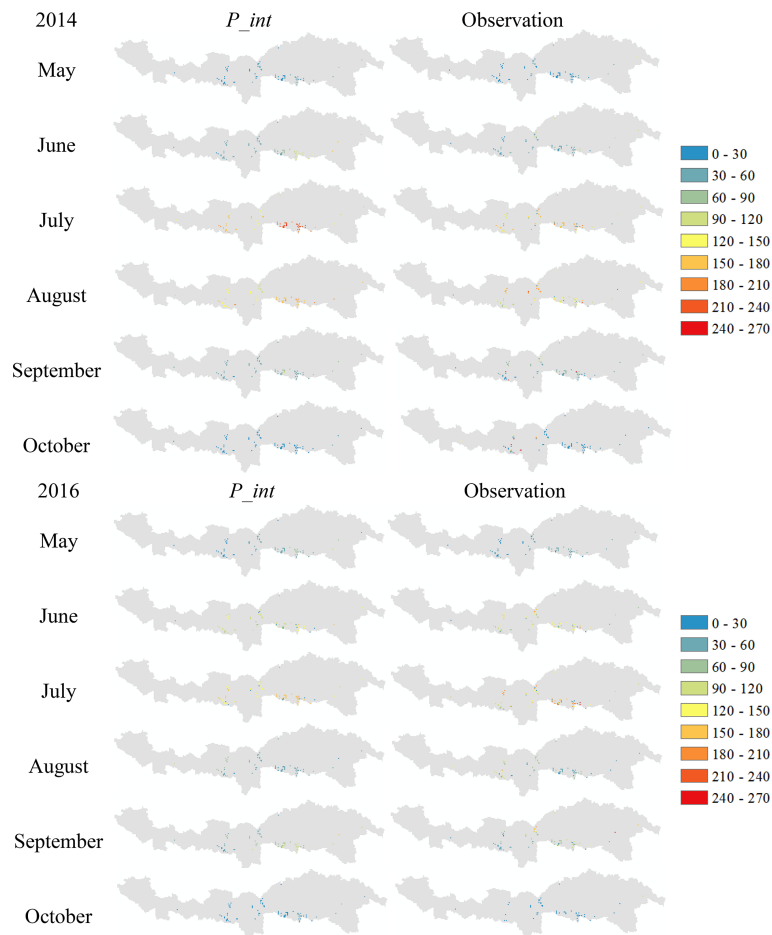 2014 P_int Observation
May
June
July
August
September
October
0 - 30
30 - 60
60 - 90
90 - 120
120 - 150
150 - 180
180 - 210
210 - 240
240 - 270
2016 P_int Observation
May
June
July
August
September
October
0 - 30
30 - 60
60 - 90
90 - 120
120 - 150
150 - 180
180 - 210
210 - 240
240 - 270